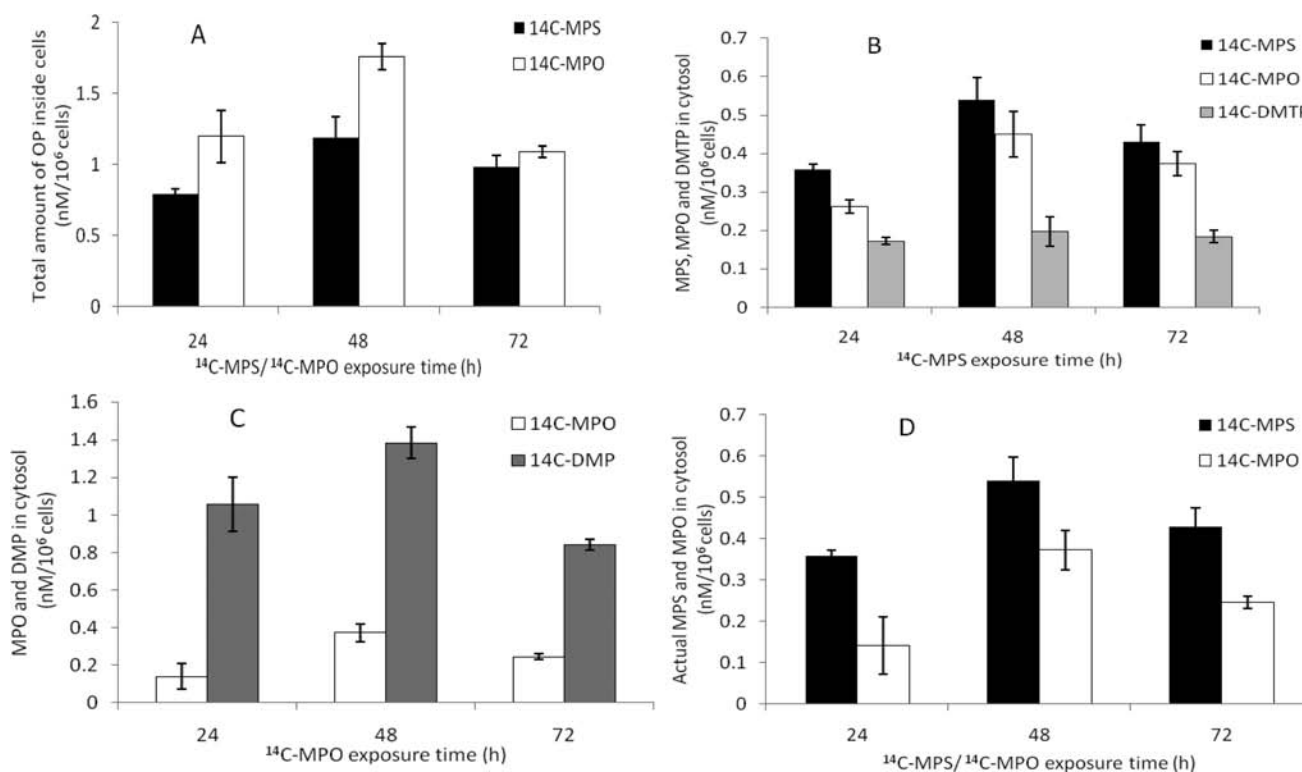 A
14C-MPS
14C-MPO
Total amount of OP inside cells
(nM/10⁶ cells)
2
1.5
1
0.5
0
24 48 72
¹⁴C-MPS/ ¹⁴C-MPO exposure time (h)
B
14C-MPS
14C-MPO
14C-DMTP
MPS, MPO and DMTP in cytosol
(nM/10⁶ cells)
0.7
0.6
0.5
0.4
0.3
0.2
0.1
0
24 48 72
¹⁴C-MPS exposure time (h)
C
14C-MPO
14C-DMP
MPO and DMP in cytosol
(nM/10⁶ cells)
1.6
1.4
1.2
1
0.8
0.6
0.4
0.2
0
24 48 72
¹⁴C-MPO exposure time (h)
D
14C-MPS
14C-MPO
Actual MPS and MPO in cytosol
(nM/10⁶ cells)
0.7
0.6
0.5
0.4
0.3
0.2
0.1
0
24 48 72
¹⁴C-MPS/ ¹⁴C-MPO exposure time (h)